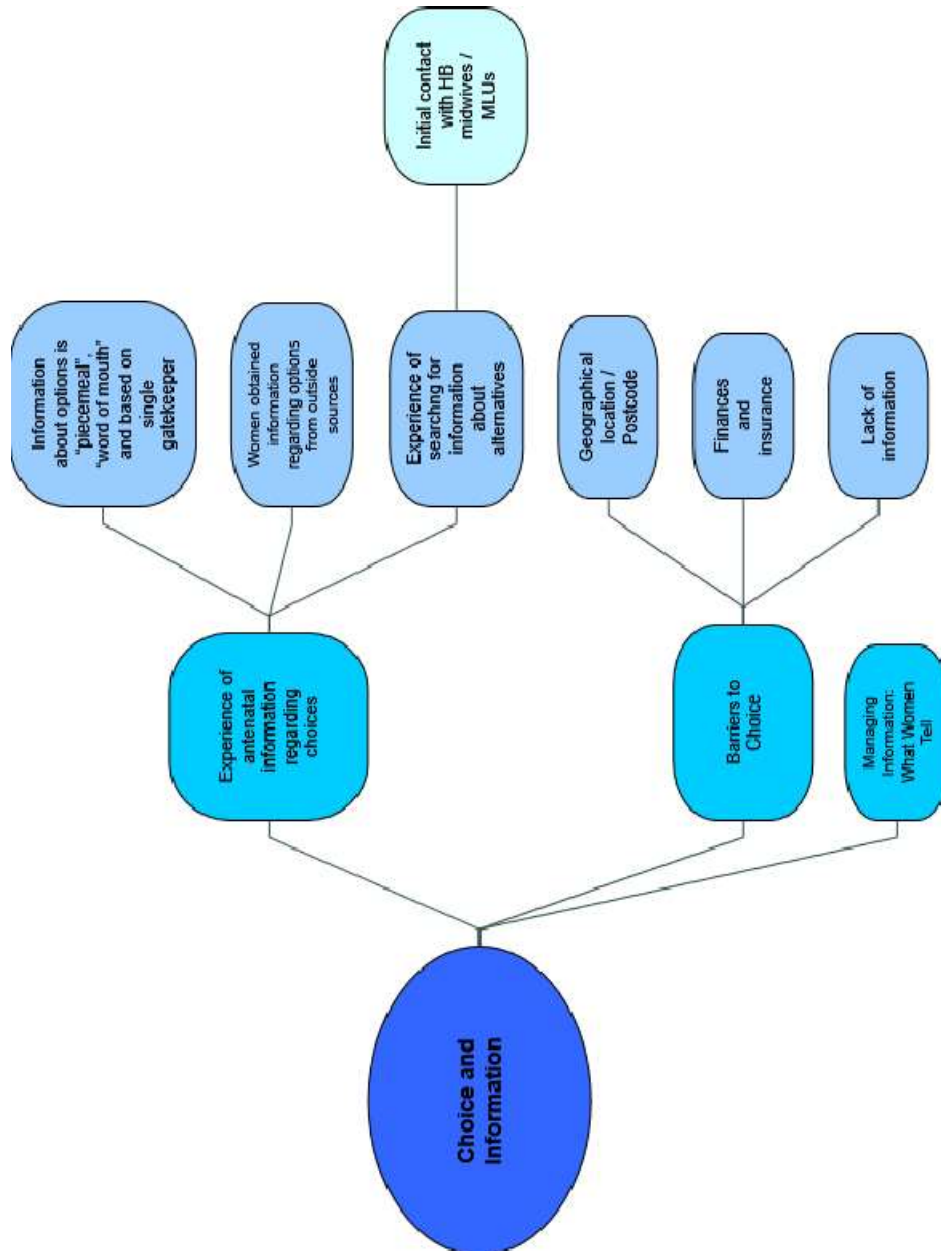 Choice and
Information
Experience of
antenatal
information
regarding
choices
Information
about options is
"piecemeal",
"word of mouth"
and based on
single
gatekeeper
Women obtained
information
regarding options
from outside
sources
Experience of
searchng for
information
about
alternatives
Initial contact
with HB
midwives /
MLUs
Barriers to
Choice
Geographical
location /
Postcode
Finances
and
insurance
Lack of
information
Managing
Information:
What Women
Tell